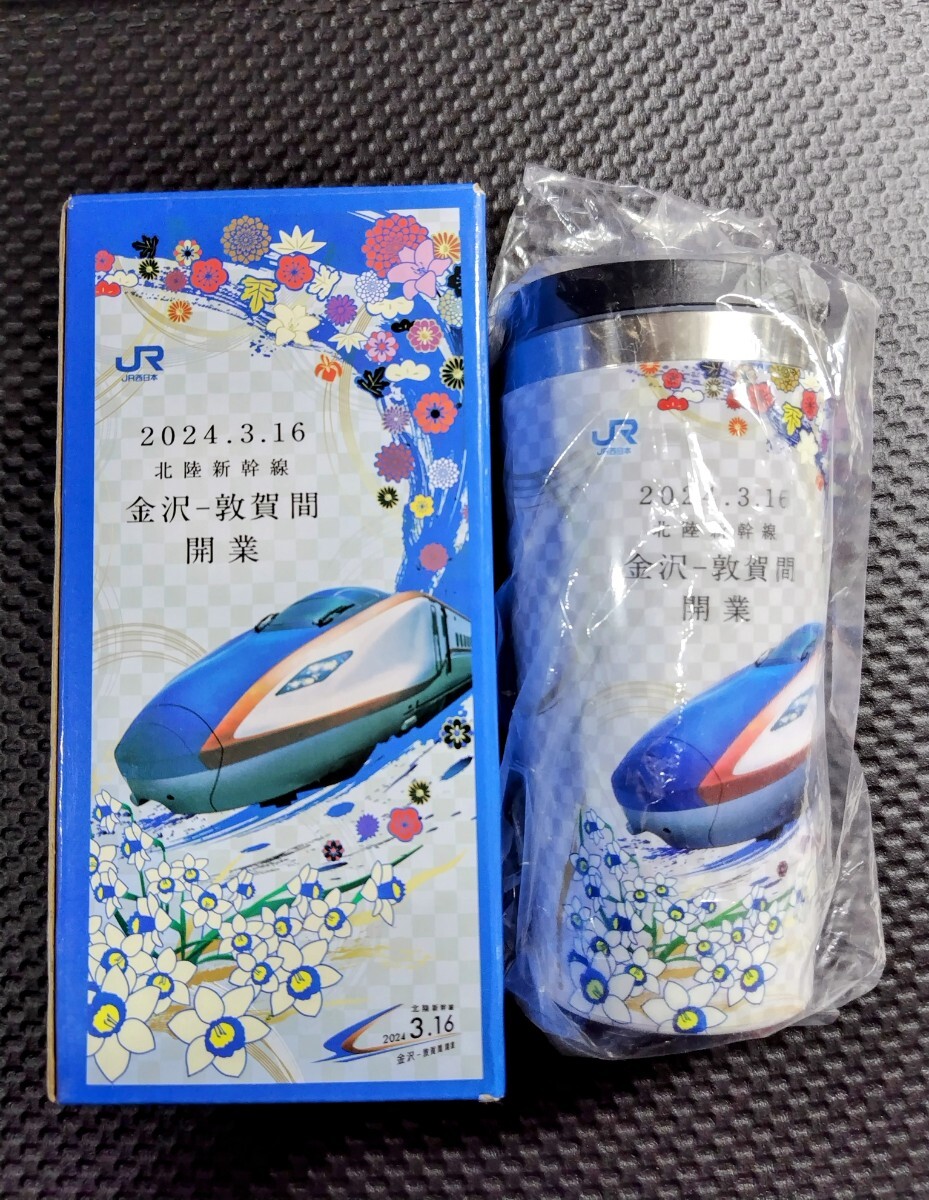 JR
JR西日本
2024.3.16
北陸新幹線
金沢-敦賀間
開業
北陸新幹線
2024 3.16
金沢-敦賀間開業
JR
JR西日本
2024.3.16
北陸新幹線
金沢-敦賀間
開業